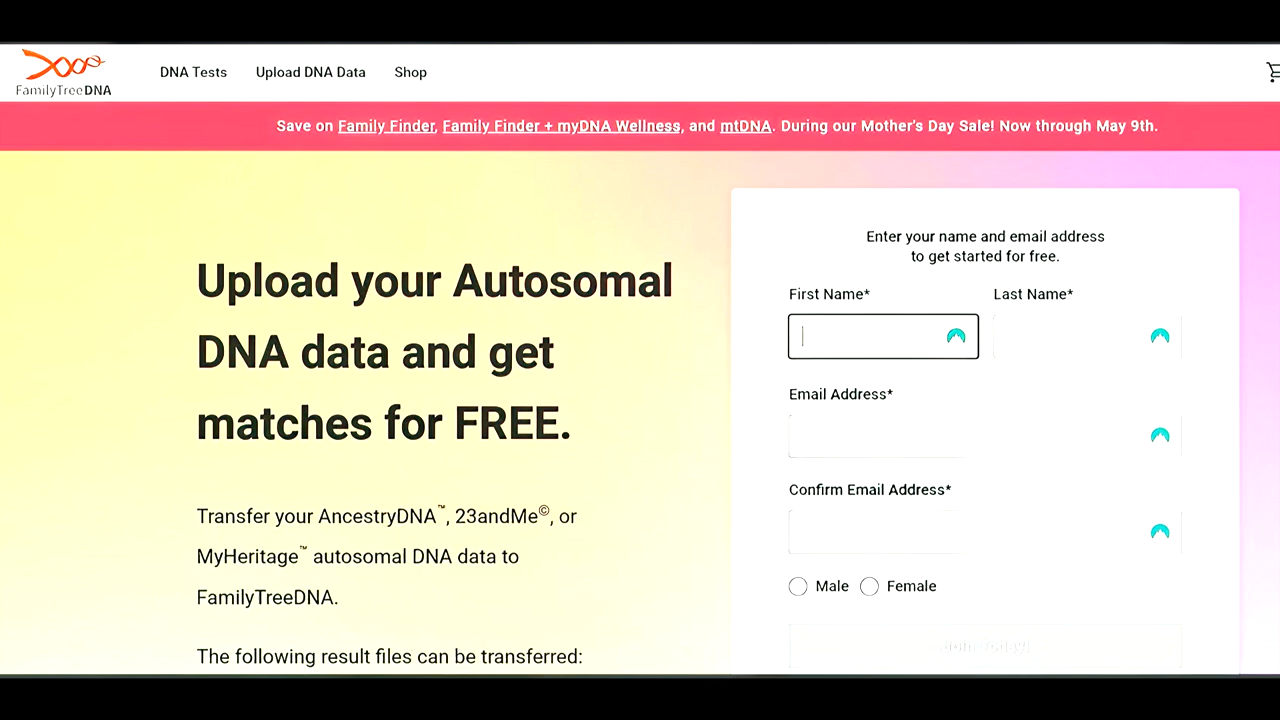 FamilyTreeDNA
DNA Tests
Upload DNA Data
Shop
Save on Family Finder, Family Finder + myDNA Wellness, and mtDNA. During our Mother's Day Sale! Now through May 9th.
Upload your Autosomal
DNA data and get
matches for FREE.
Transfer your AncestryDNA™, 23andMe©, or
MyHeritage™ autosomal DNA data to
FamilyTreeDNA.
The following result files can be transferred:
Enter your name and email address
to get started for free.
First Name* Last Name*
Email Address*
Confirm Email Address*
Male Female
Join Today!